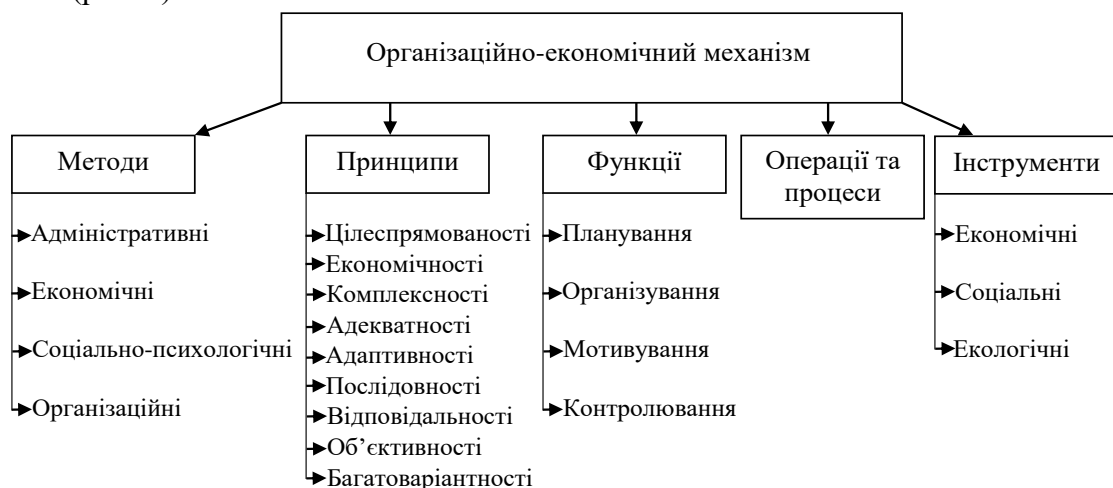 Організаційно-економічний механізм
Методи
Принципи
Функції
Операції та
процеси
Інструменти
Адміністративні
Економічні
Соціально-психологічні
Організаційні
Цілеспрямованості
Економічності
Комплексності
Адекватності
Адаптивності
Послідовності
Відповідальності
Об’єктивності
Багатоваріантності
Планування
Організування
Мотивування
Контролювання
Економічні
Соціальні
Екологічні